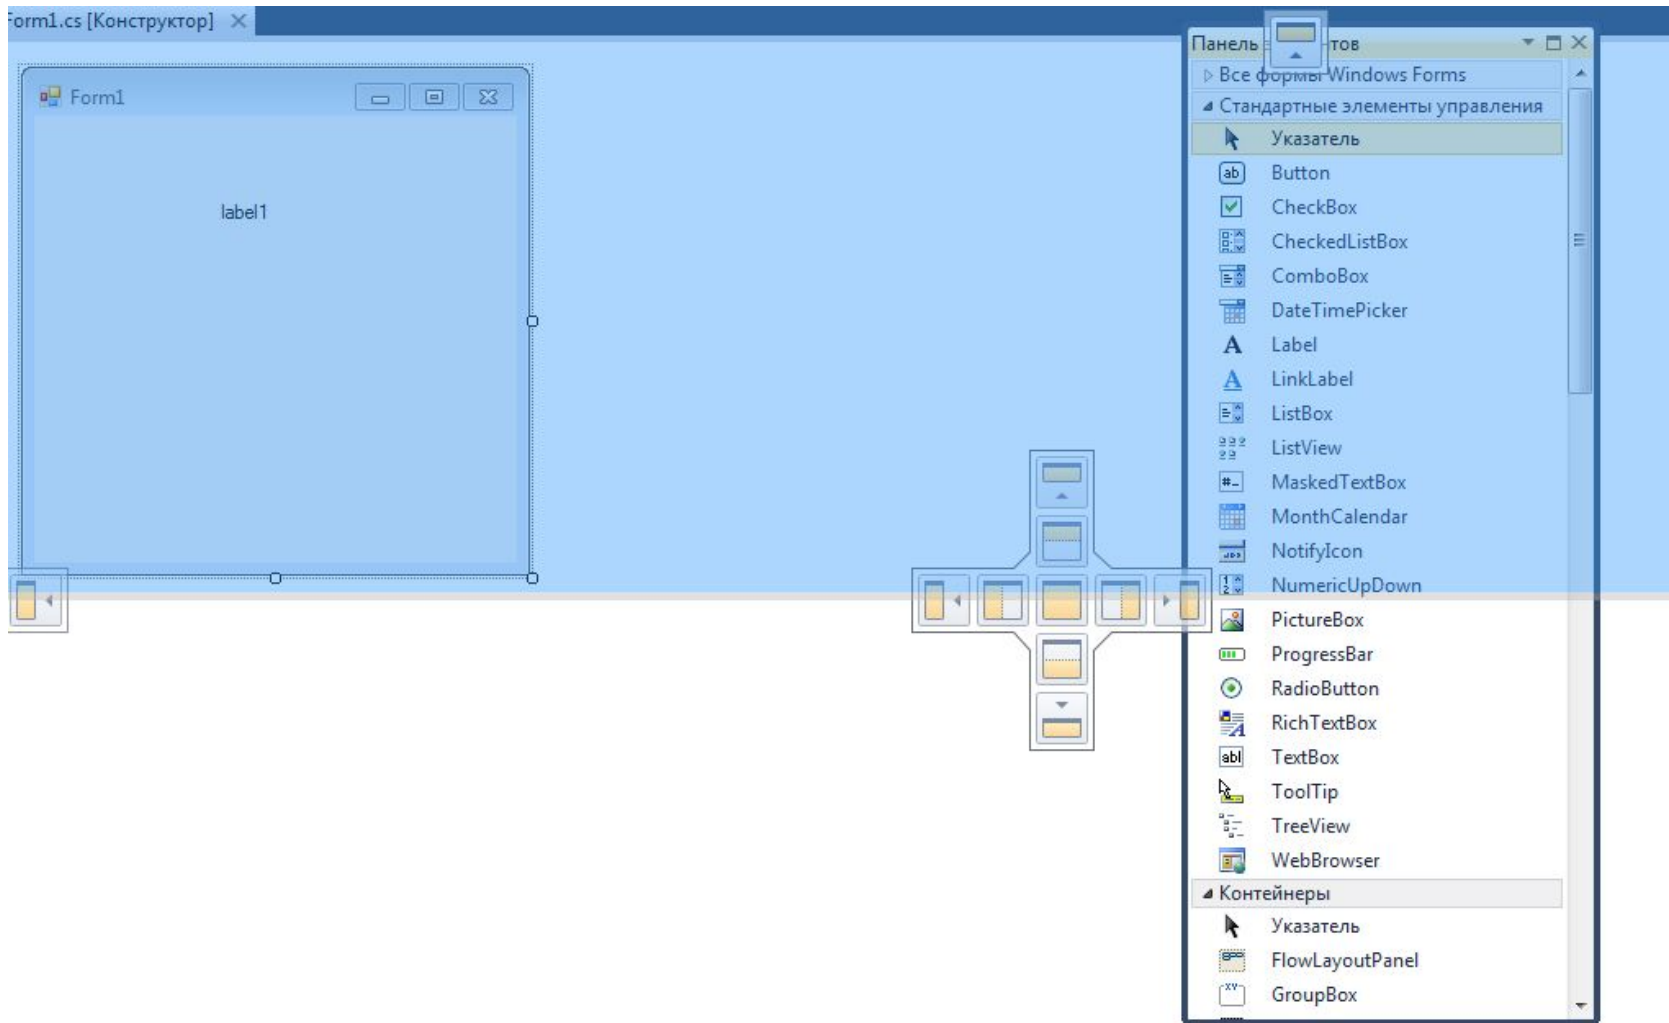 Form1.cs [Конструктор]
Form1
label1
Панель тов
Все формы Windows Forms
Стандартные элементы управления
Указатель
Button
CheckBox
CheckedListBox
ComboBox
DateTimePicker
Label
LinkLabel
ListBox
ListView
MaskedTextBox
MonthCalendar
NotifyIcon
NumericUpDown
PictureBox
ProgressBar
RadioButton
RichTextBox
TextBox
ToolTip
TreeView
WebBrowser
Контейнеры
Указатель
FlowLayoutPanel
GroupBox